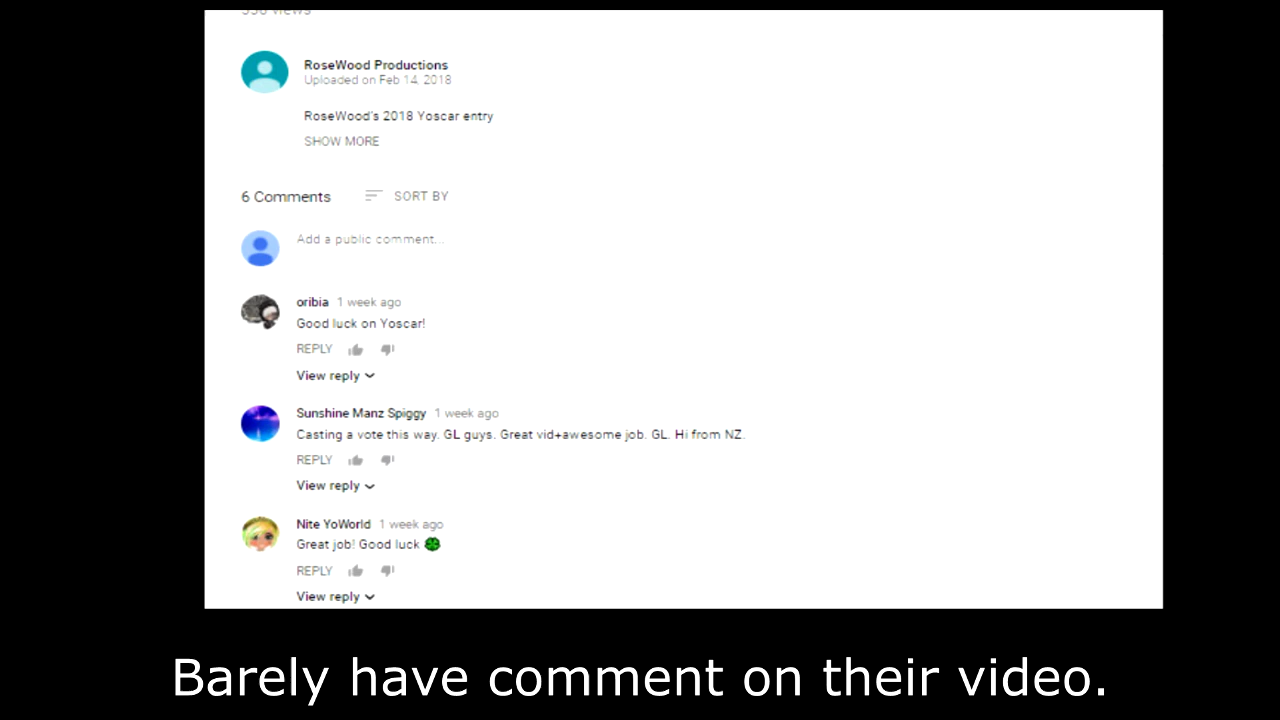 336 views
RoseWood Productions
Uploaded on Feb 14, 2018
RoseWood's 2018 Yoscar entry
SHOW MORE
6 Comments SORT BY
Add a public comment...
oribia 1 week ago
Good luck on Yoscar!
REPLY
View reply
Sunshine Manz Spiggy 1 week ago
Casting a vote this way. GL guys. Great vid+awesome job. GL. Hi from NZ.
REPLY
View reply
Nite YoWorld 1 week ago
Great job! Good luck 🍀
REPLY
View reply
Barely have comment on their video.